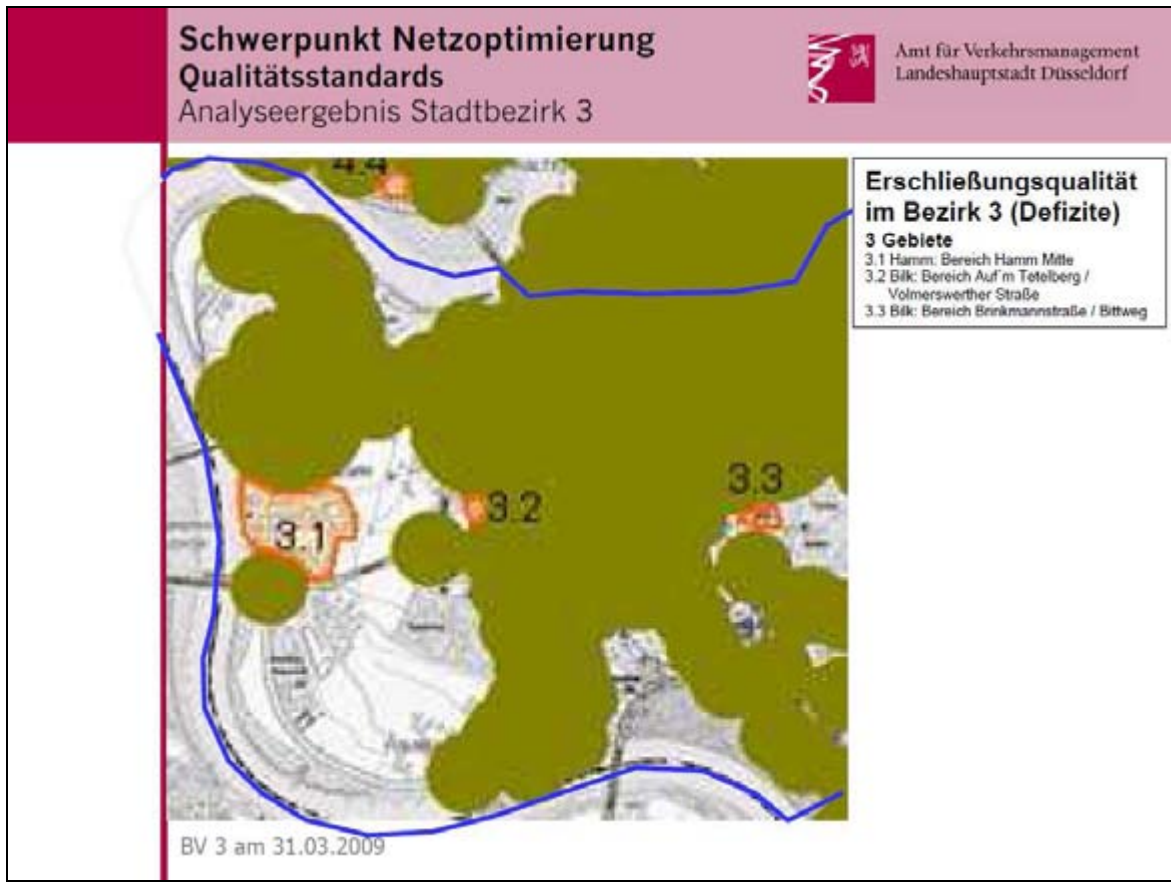 Schwerpunkt Netzoptimierung
Qualitätsstandards
Analyseergebnis Stadtbezirk 3
Amt für Verkehrsmanagement
Landeshauptstadt Düsseldorf
Erschließungsqualität
im Bezirk 3 (Defizite)
3 Gebiete
3.1 Hamm: Bereich Hamm Mitte
3.2 Bilk: Bereich Auf´m Tetelberg /
Volmerswerther Straße
3.3 Bilk: Bereich Brinkmannstraße / Bittweg
4.4
3.3
3.2
3.1
BV 3 am 31.03.2009